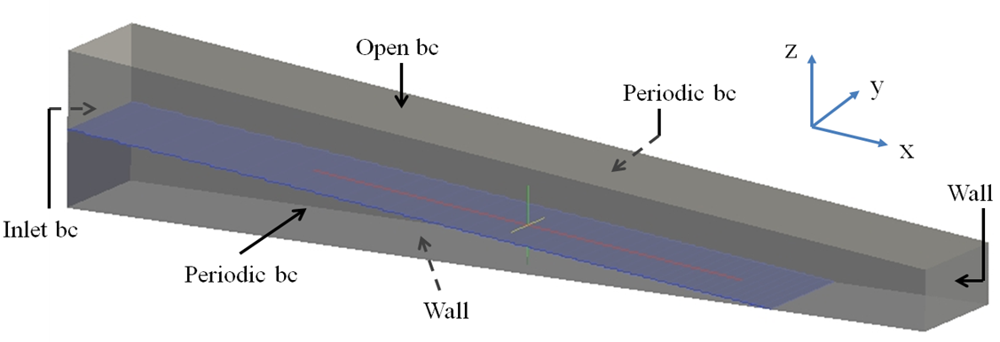 Open bc
z
Periodic bc
y
x
Wall
Inlet bc
Periodic bc
Wall